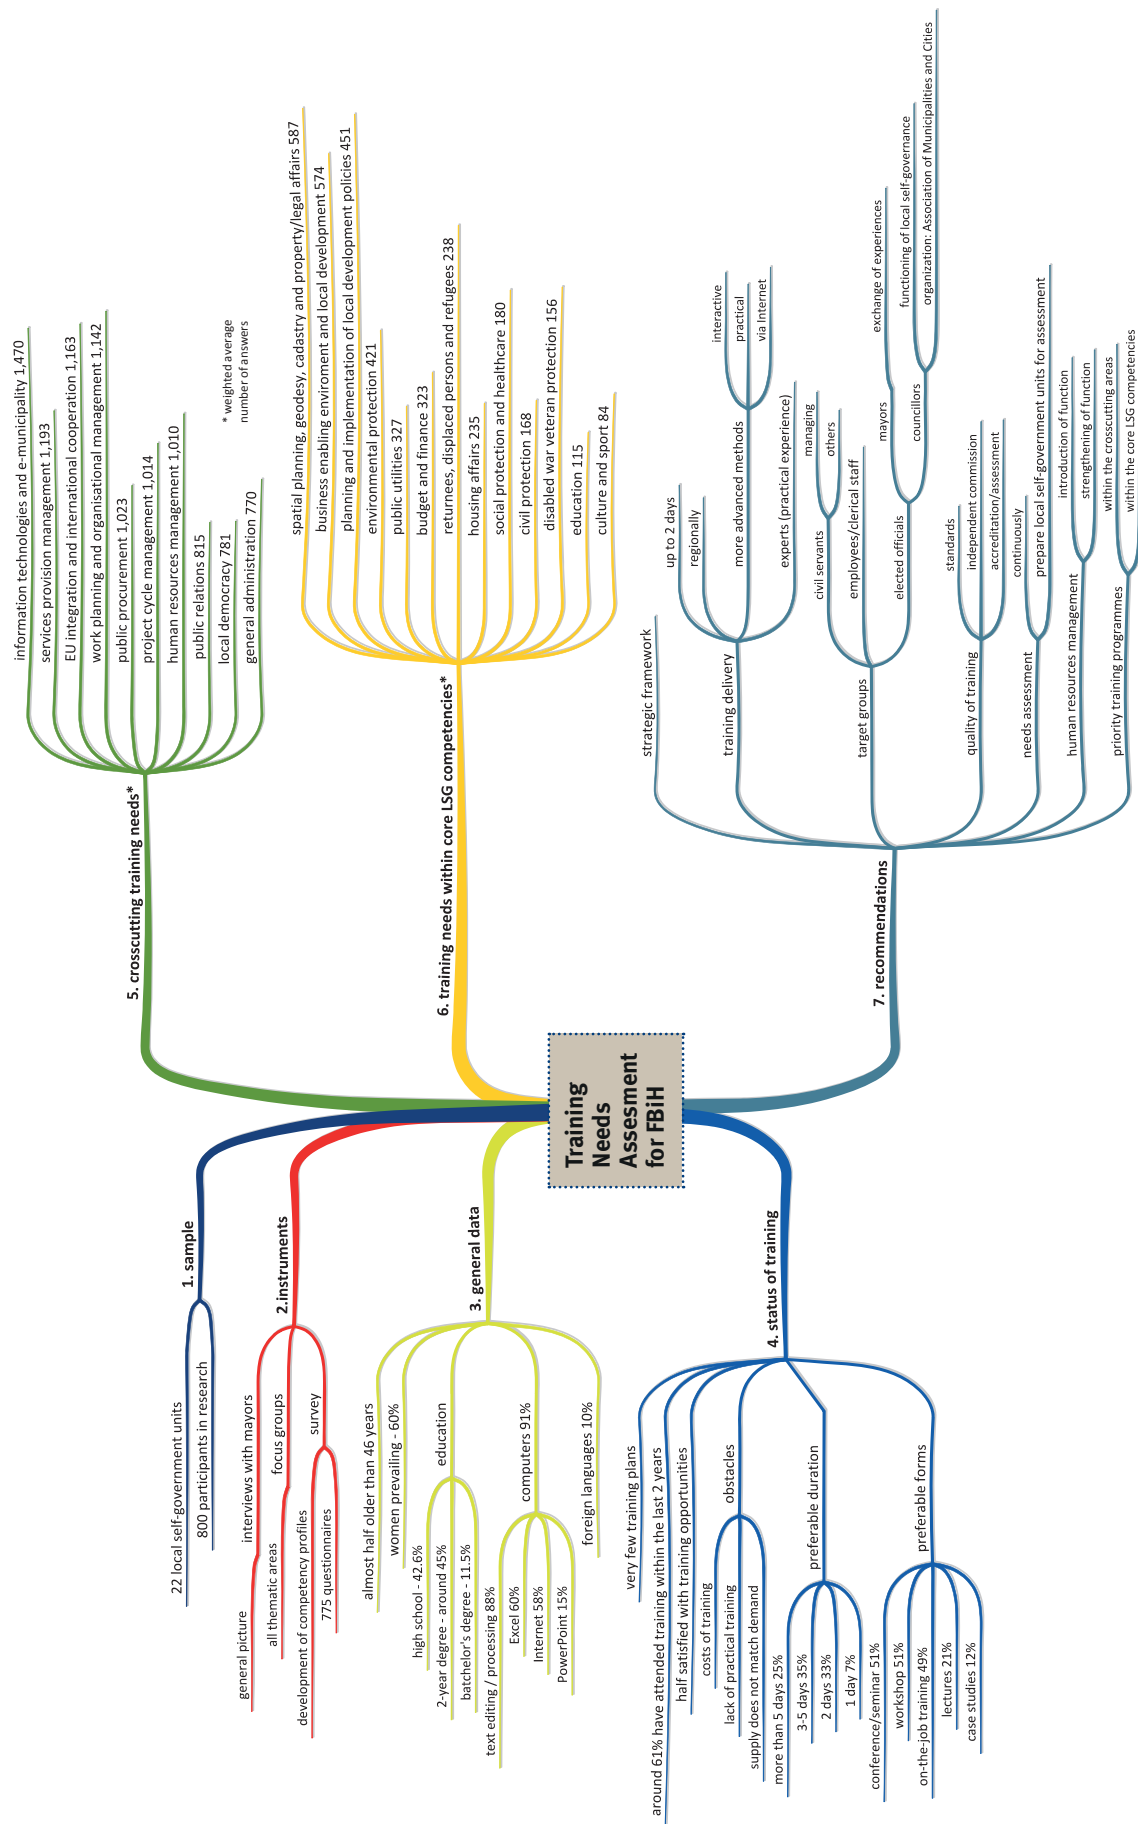 Training
Needs
Assesment
for FBiH
1. sample
22 local self-government units
800 participants in research
2.instruments
interviews with mayors
general picture
focus groups
all thematic areas
survey
development of competency profiles
775 questionnaires
3. general data
almost half older than 46 years
women prevailing - 60%
education
high school - 42.6%
2-year degree - around 45%
batchelor's degree - 11.5%
computers 91%
text editing / processing 88%
Excel 60%
Internet 58%
PowerPoint 15%
foreign languages 10%
4. status of training
very few training plans
around 61% have attended training within the last 2 years
half satisfied with training opportunities
obstacles
costs of training
lack of practical training
supply does not match demand
preferable duration
more than 5 days 25%
3-5 days 35%
2 days 33%
1 day 7%
preferable forms
conference/seminar 51%
workshop 51%
on-the-job training 49%
lectures 21%
case studies 12%
5. crosscutting training needs*
information technologies and e-municipality 1,470
services provision management 1,193
EU integration and international cooperation 1,163
work planning and organisational management 1,142
public procurement 1,023
project cycle management 1,014
human resources management 1,010
public relations 815
local democracy 781
general administration 770
* weighted average
number of answers
6. training needs within core LSG competencies*
spatial planning, geodesy, cadastry and property/legal affairs 587
business enabling enviroment and local development 574
planning and implementation of local development policies 451
environmental protection 421
public utilities 327
budget and finance 323
returnees, displaced persons and refugees 238
housing affairs 235
social protection and healthcare 180
civil protection 168
disabled war veteran protection 156
education 115
culture and sport 84
7. recommendations
strategic framework
training delivery
up to 2 days
regionally
more advanced methods
interactive
practical
via Internet
experts (practical experience)
target groups
civil servants
managing
others
employees/clerical staff
elected officials
mayors
exchange of experiences
councillors
functioning of local self-governance
organization: Association of Municipalities and Cities
quality of training
standards
independent commission
accreditation/assessment
needs assessment
continuously
prepare local self-government units for assessment
human resources management
introduction of function
strengthening of function
priority training programmes
within the crosscutting areas
within the core LSG competencies